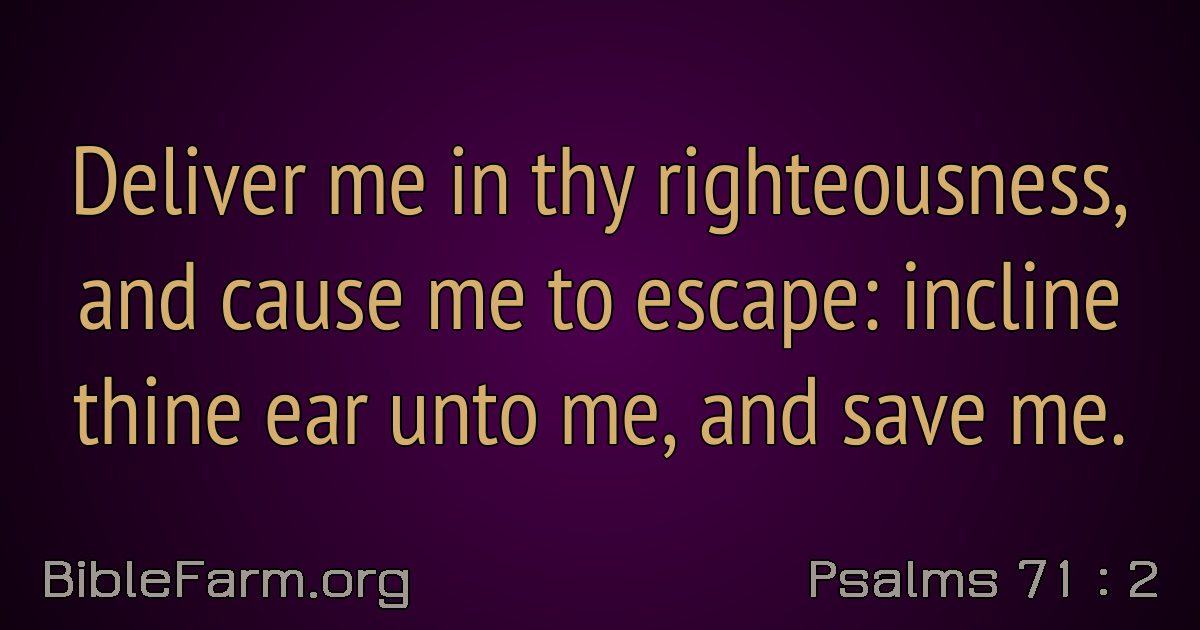 Deliver me in thy righteousness,
and cause me to escape: incline
thine ear unto me, and save me.
BibleFarm.org
Psalms 71 : 2